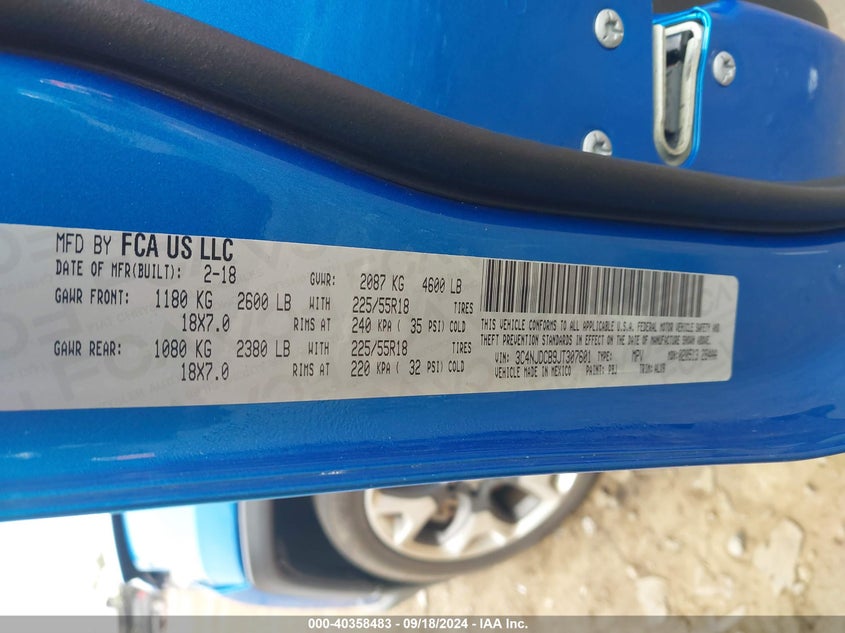 MFD BY FCA US LLC
DATE OF MFR(BUILT): 2-18 GVWR: 2087 KG 4600 LB
GAWR FRONT: 1180 KG 2600 LB WITH 225/55R18 TIRES
18X7.0 RIMS AT 240 KPA ( 35 PSI) COLD
GAWR REAR: 1080 KG 2380 LB WITH 225/55R18 TIRES
18X7.0 RIMS AT 220 KPA ( 32 PSI) COLD
THIS VEHICLE CONFORMS TO ALL APPLICABLE U.S.A. FEDERAL MOTOR VEHICLE SAFETY AND
THEFT PREVENTION STANDARDS IN EFFECT ON THE DATE OF MANUFACTURE SHOWN ABOVE.
VIN: 3C4NJDCB9JT307601 TYPE: MPV MDH: 020513
VEHICLE MADE IN MEXICO PAINT: PBJ TRIM: ALX9
000-40358483 - 09/18/2024 - IAA Inc.